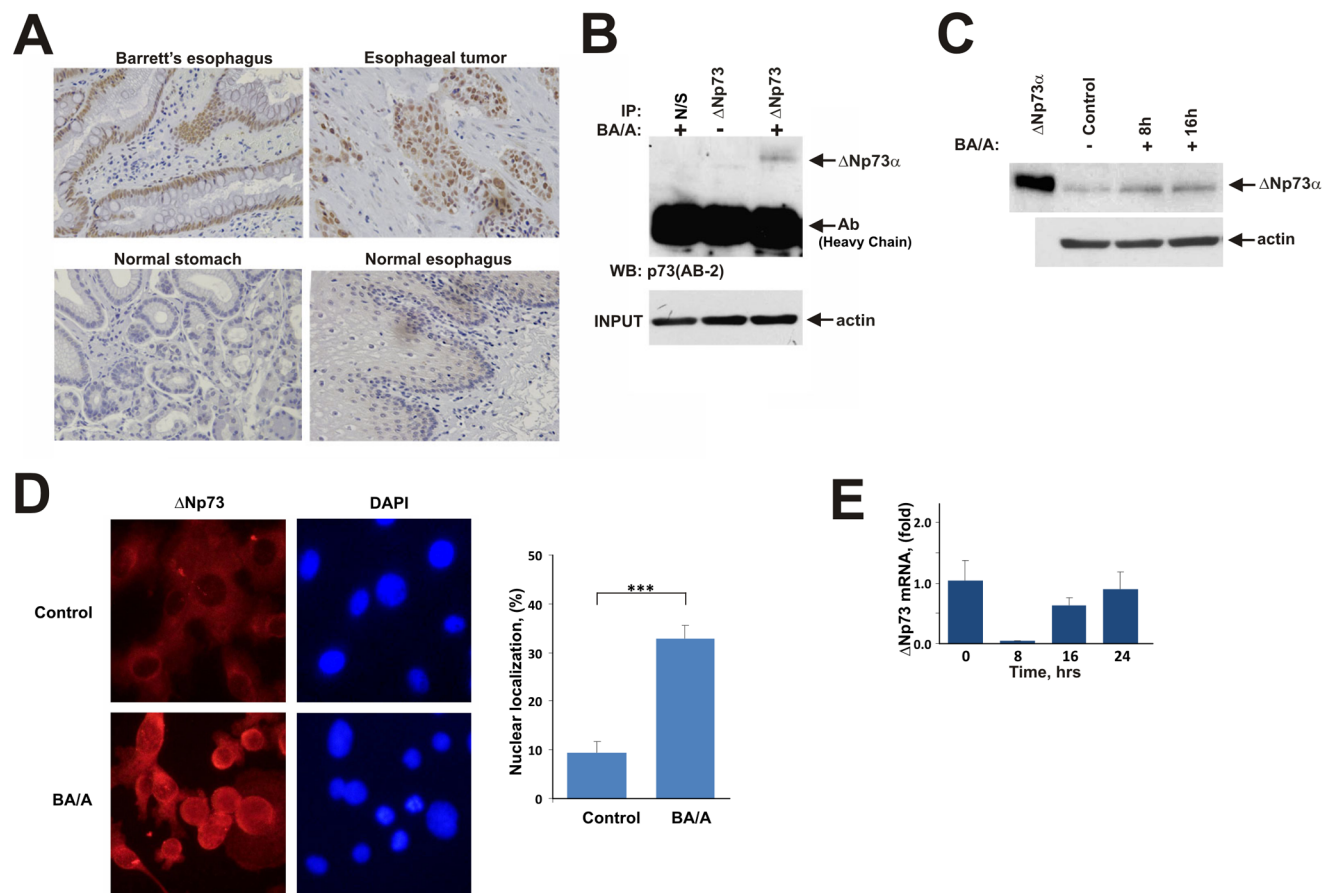 A
Barrett's esophagus
Esophageal tumor
Normal stomach
Normal esophagus
B
IP: N/S ΔNp73 ΔNp73
BA/A: + - +
ΔNp73α
Ab
(Heavy Chain)
WB: p73(AB-2)
INPUT
actin
C
ΔNp73α
Control 8h 16h
BA/A: - + +
ΔNp73α
actin
D
ΔNp73
DAPI
Control
BA/A
Nuclear localization, (%)
50
40
30
20
10
0
***
Control BA/A
E
ΔNp73 mRNA, (fold)
2.0
1.0
0.0
0 8 16 24
Time, hrs